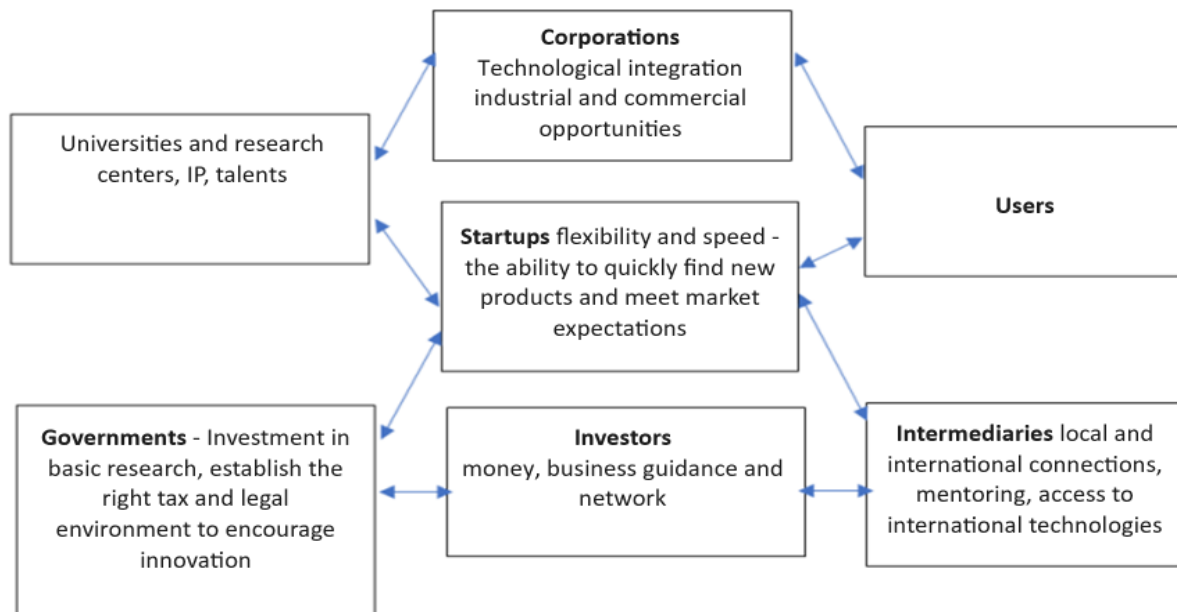 Corporations
Technological integration
industrial and commercial
opportunities
Universities and research
centers, IP, talents
Users
Startups flexibility and speed -
the ability to quickly find new
products and meet market
expectations
Governments - Investment in
basic research, establish the
right tax and legal
environment to encourage
innovation
Investors
money, business guidance and
network
Intermediaries local and
international connections,
mentoring, access to
international technologies